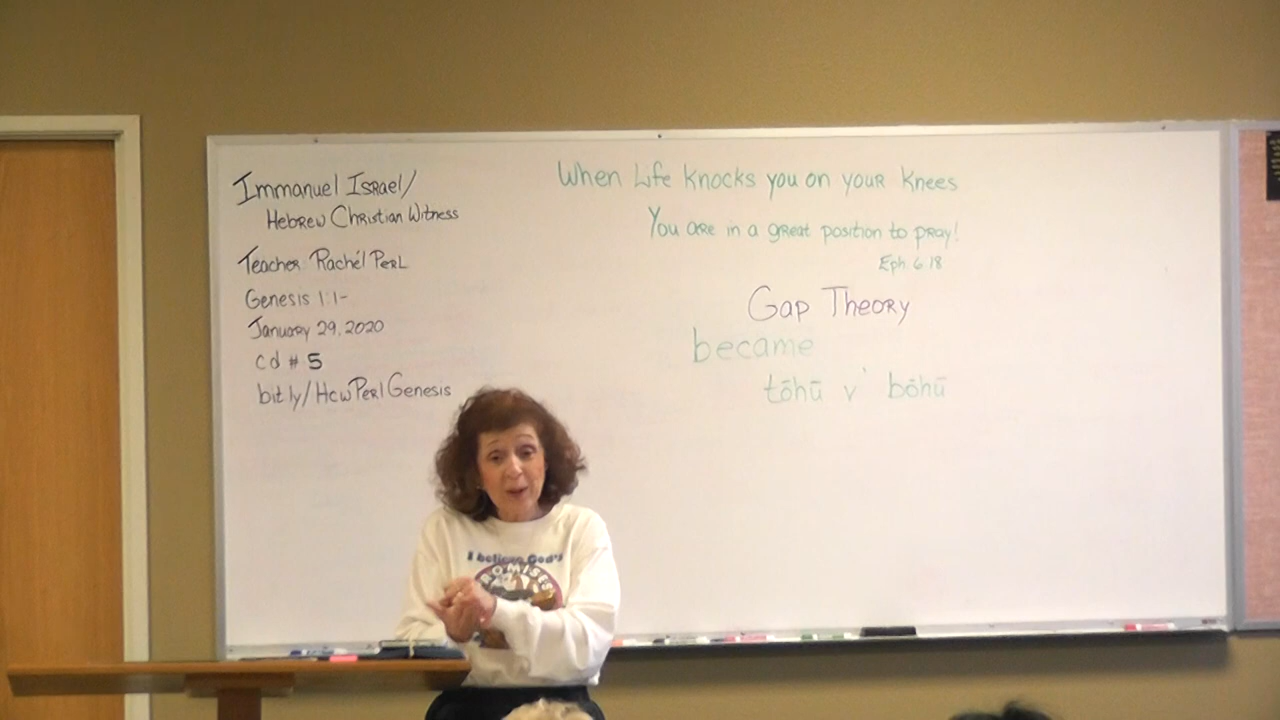 Immanuel Israel/
Hebrew Christian Witness
Teacher Rachél Perl
Genesis 1:1-
January 29, 2020
cd # 5
bit.ly/HcwPerlGenesis
When Life Knocks you on your Knees
You are in a great position to pray!
Eph 6:18
Gap Theory
became
tōhū v' bōhū
I believe God's
PROMISES